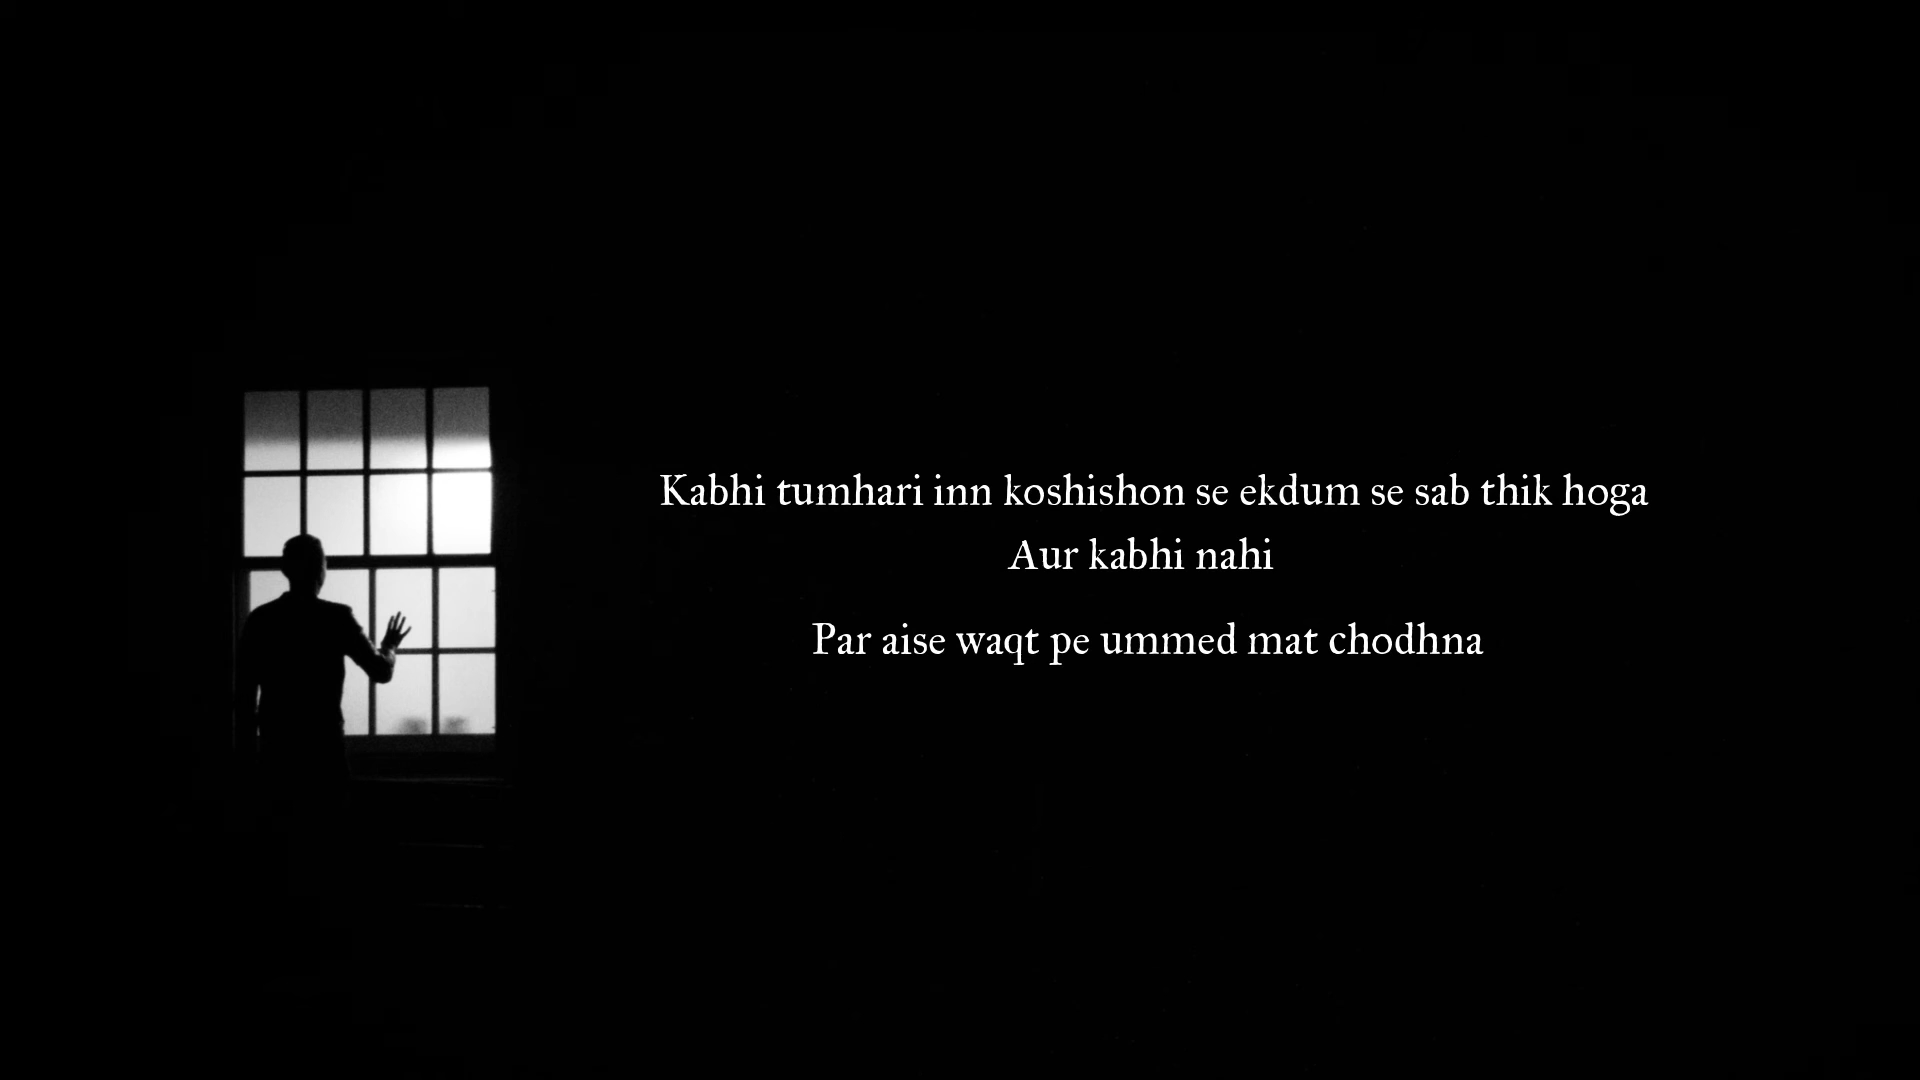 Kabhi tumhari inn koshishon se ekdum se sab thik hoga
Aur kabhi nahi
Par aise waqt pe ummed mat chodhna